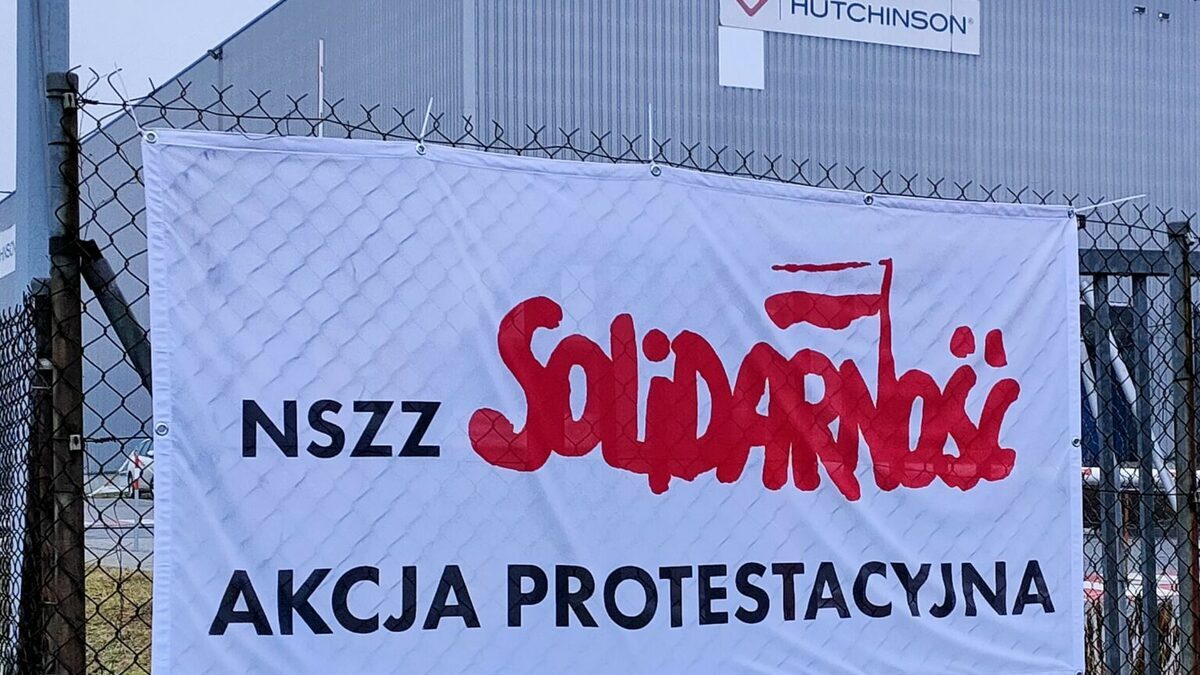 HUTCHINSON®
NSZZ SOLiDARNOŚĆ
AKCJA PROTESTACYJNA